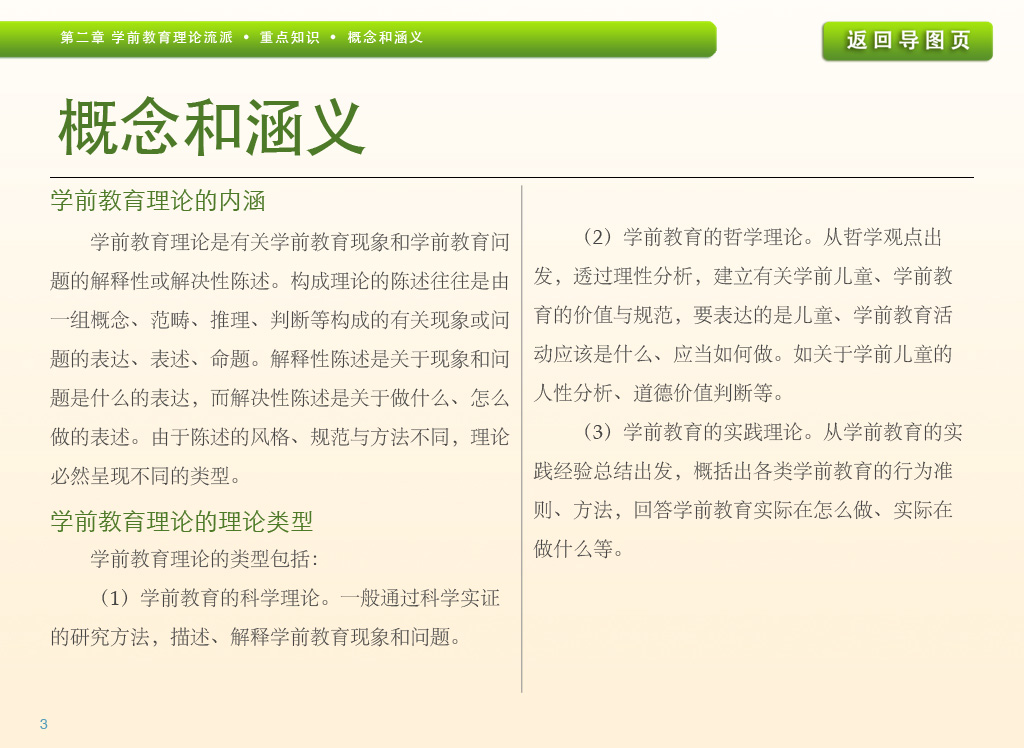 第二章 学前教育理论流派 • 重点知识 • 概念和涵义
返回导图页
概念和涵义
学前教育理论的内涵
学前教育理论是有关学前教育现象和学前教育问
题的解释性或解决性陈述。构成理论的陈述往往是由
一组概念、范畴、推理、判断等构成的有关现象或问
题的表达、表述、命题。解释性陈述是关于现象和问
题是什么的表达，而解决性陈述是关于做什么、怎么
做的表述。由于陈述的风格、规范与方法不同，理论
必然呈现不同的类型。
学前教育理论的理论类型
学前教育理论的类型包括：
（1）学前教育的科学理论。一般通过科学实证
的研究方法，描述、解释学前教育现象和问题。
（2）学前教育的哲学理论。从哲学观点出
发，透过理性分析，建立有关学前儿童、学前教
育的价值与规范，要表达的是儿童、学前教育活
动应该是什么、应当如何做。如关于学前儿童的
人性分析、道德价值判断等。
（3）学前教育的实践理论。从学前教育的实
践经验总结出发，概括出各类学前教育的行为准
则、方法，回答学前教育实际在怎么做、实际在
做什么等。
3